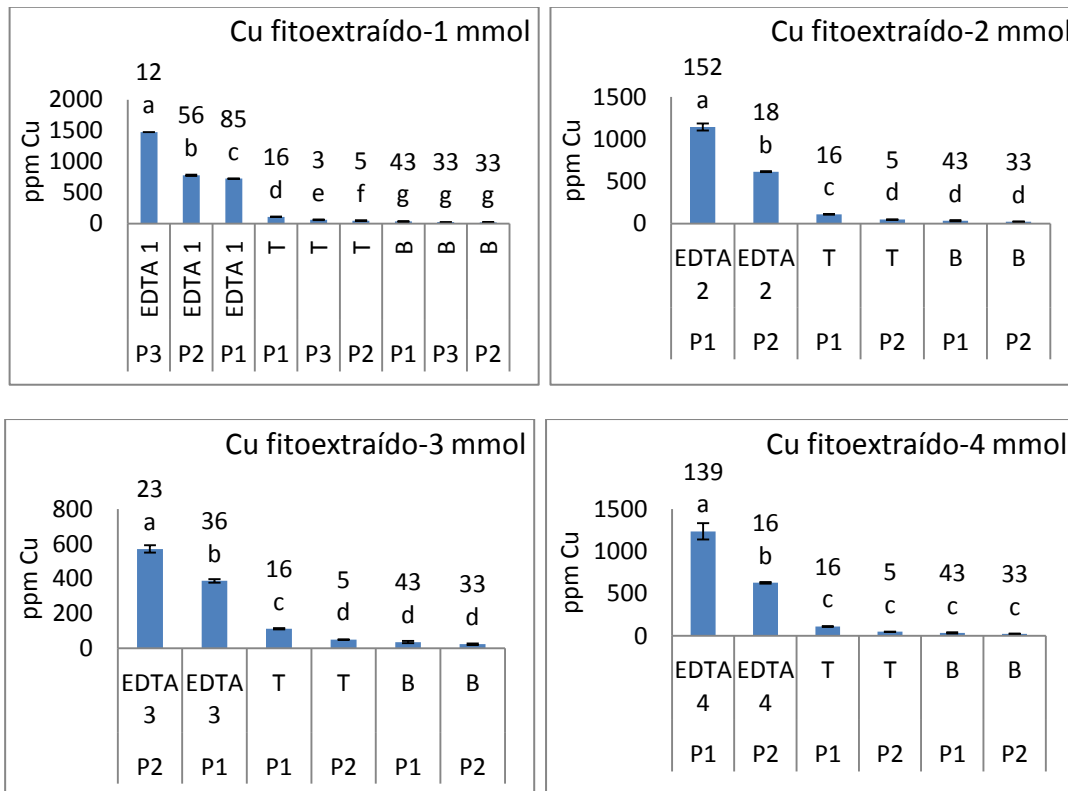 Cu fitoextraído-1 mmol
12 56 85 16 3 5 43 33 33
a b c d e f g g g
ppm Cu
2000
1500
1000
500
0
EDTA 1 EDTA 1 EDTA 1 T T T B B B
P3 P2 P1 P1 P3 P2 P1 P3 P2
Cu fitoextraído-2 mmol
152 18 16 5 43 33
a b c d d d
ppm Cu
1500
1000
500
0
EDTA 2 EDTA 2 T T B B
P1 P2 P1 P2 P1 P2
Cu fitoextraído-3 mmol
23 36 16 5 43 33
a b c d d d
ppm Cu
800
600
400
200
0
EDTA 3 EDTA 3 T T B B
P2 P1 P1 P2 P1 P2
Cu fitoextraído-4 mmol
139 16 16 5 43 33
a b c c c c
ppm Cu
1500
1000
500
0
EDTA 4 EDTA 4 T T B B
P1 P2 P1 P2 P1 P2